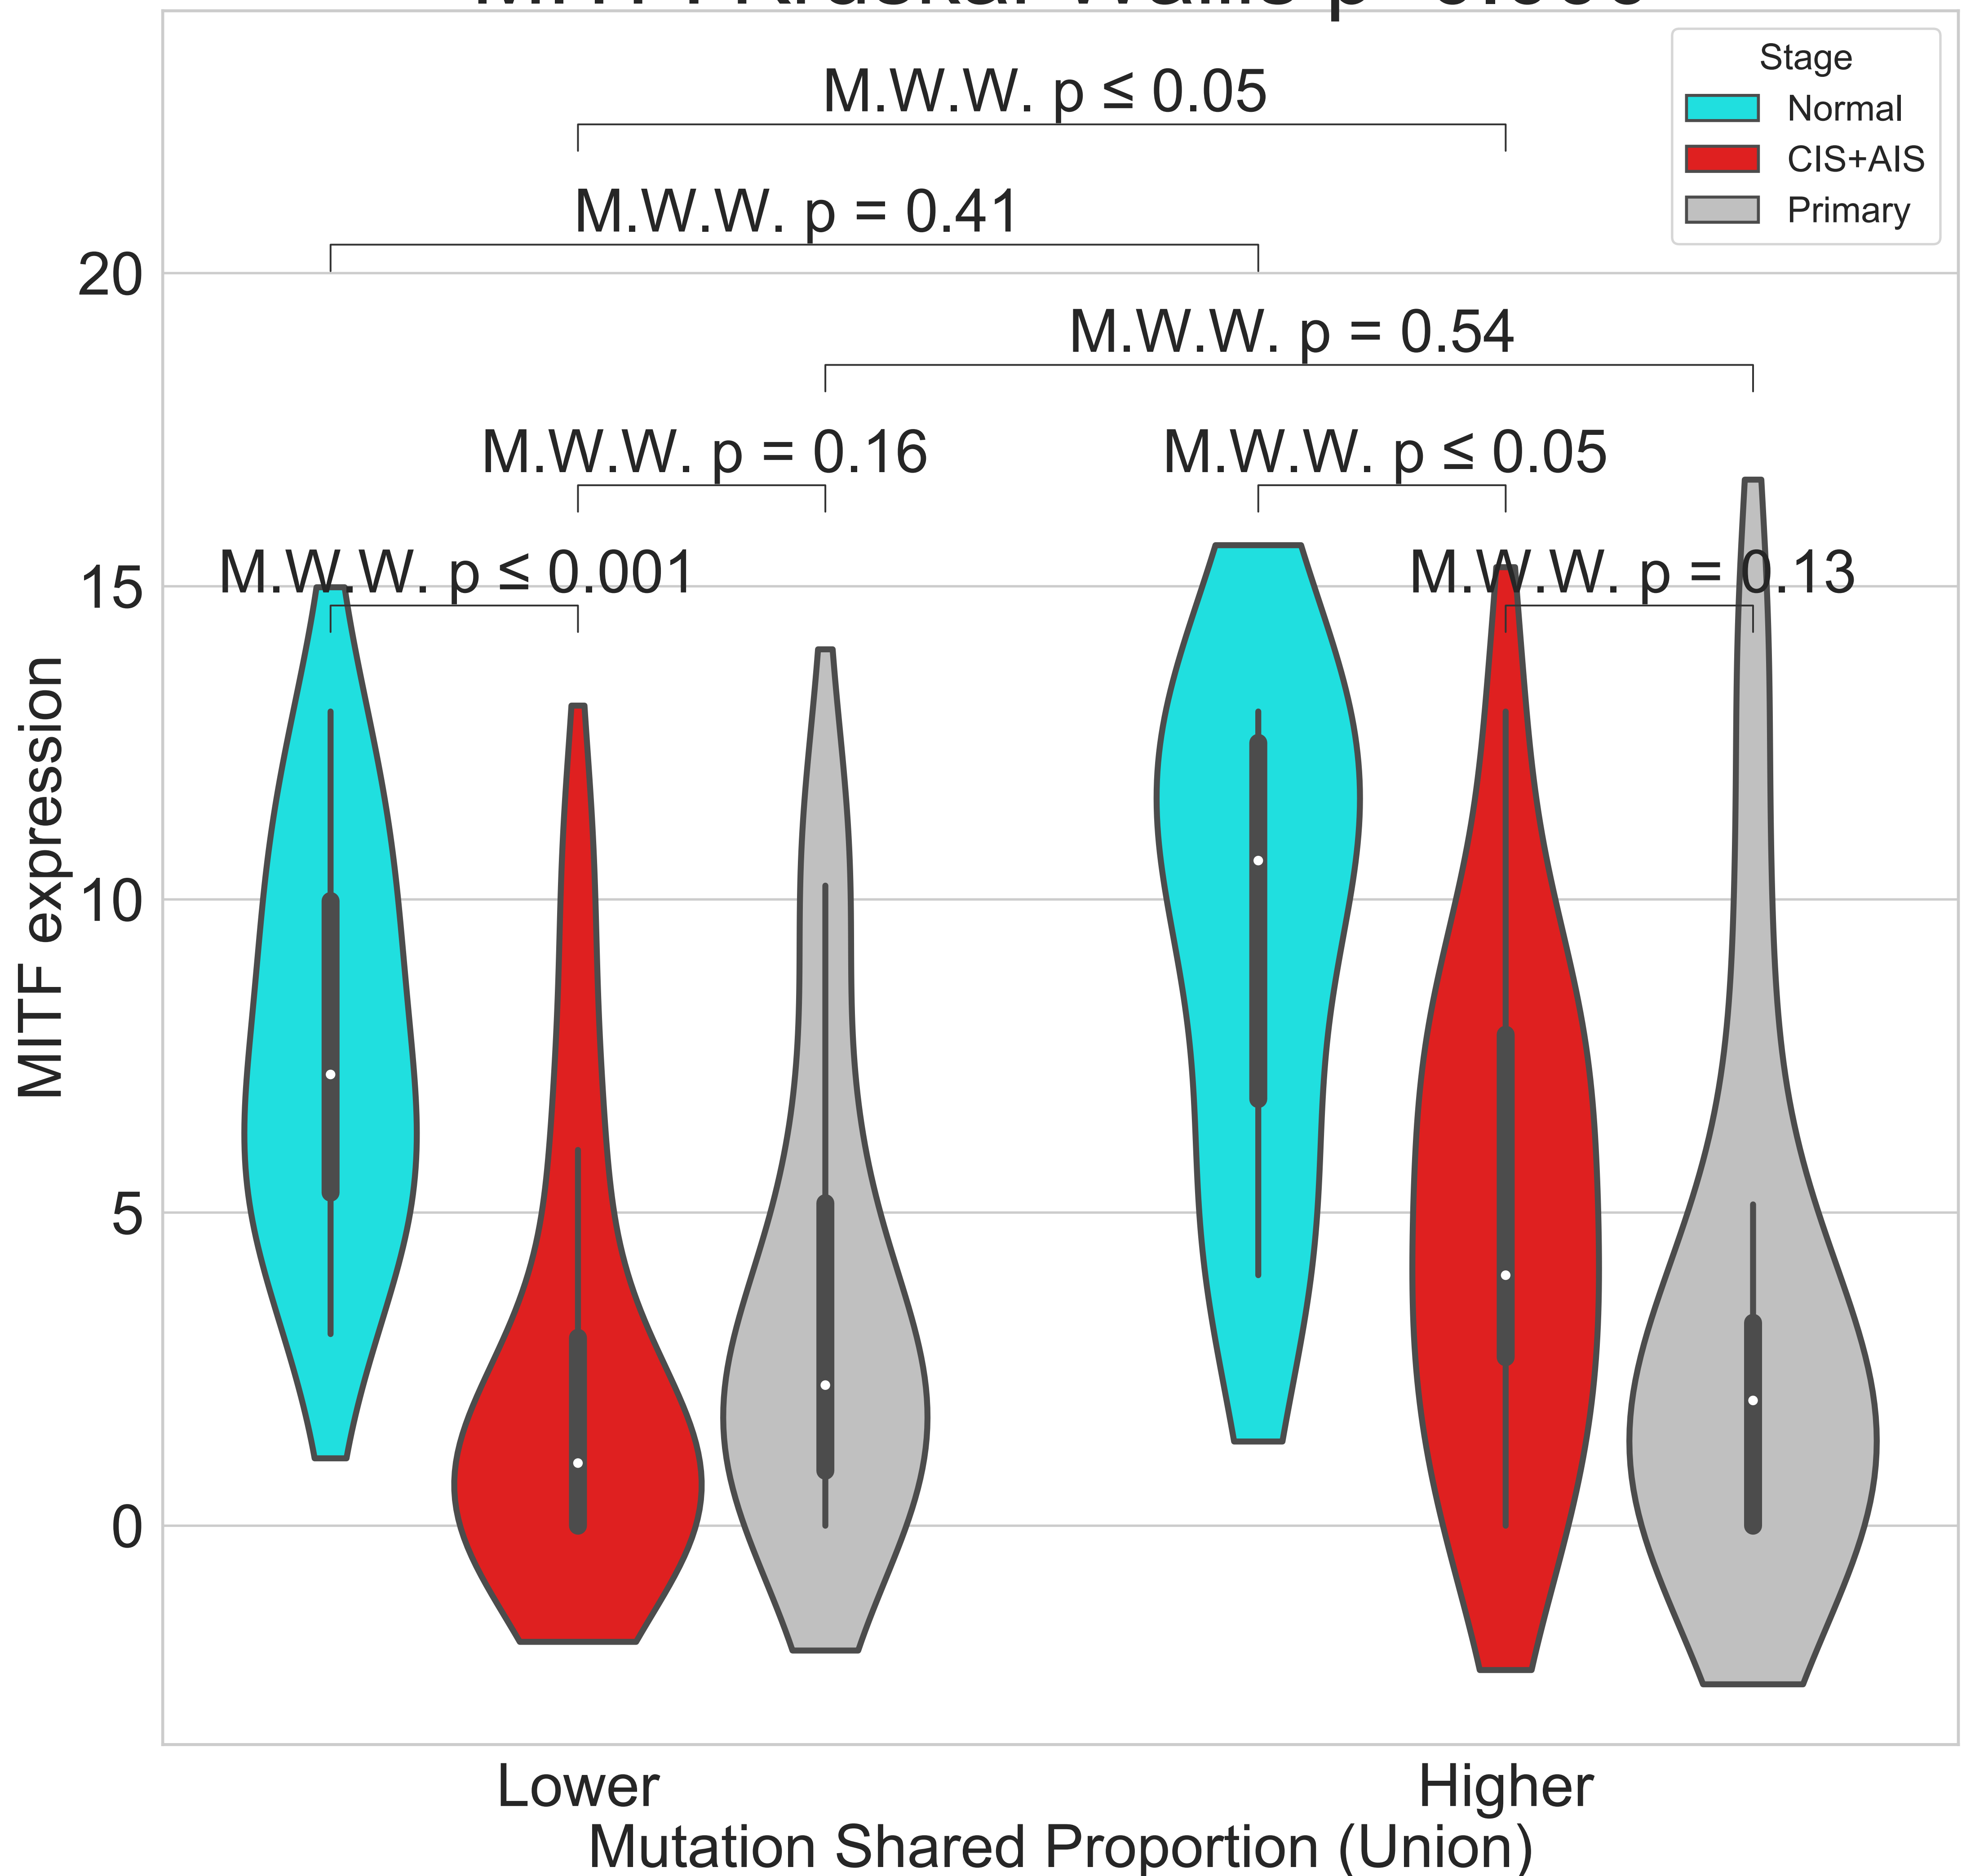 Stage
Normal
CIS+AIS
Primary
M.W.W. p ≤ 0.05
M.W.W. p = 0.41
M.W.W. p = 0.54
M.W.W. p = 0.16
M.W.W. p ≤ 0.05
M.W.W. p ≤ 0.001
M.W.W. p = 0.13
20
15
10
5
0
MITF expression
Lower
Higher
Mutation Shared Proportion (Union)